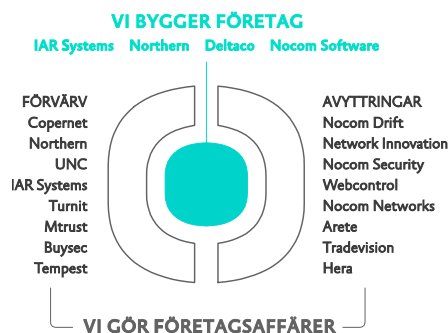 VI BYGGER FÖRETAG
IAR Systems Northern Deltaco Nocom Software
FÖRVÄRV
Copernet
Northern
UNC
IAR Systems
Turnit
Mtrust
Buysec
Tempest
AVYTTRINGAR
Nocom Drift
Network Innovation
Nocom Security
Webcontrol
Nocom Networks
Arete
Tradevision
Hera
VI GÖR FÖRETAGSAFFÄRER